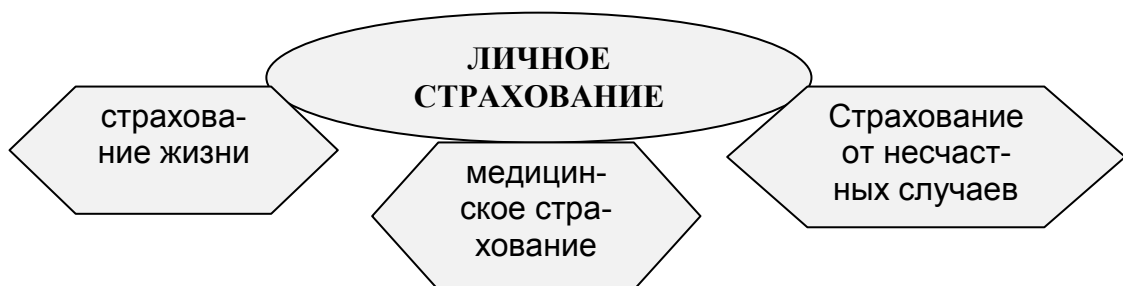 ЛИЧНОЕ
СТРАХОВАНИЕ
страхова-
ние жизни
медицин-
ское стра-
хование
Страхование
от несчаст-
ных случаев